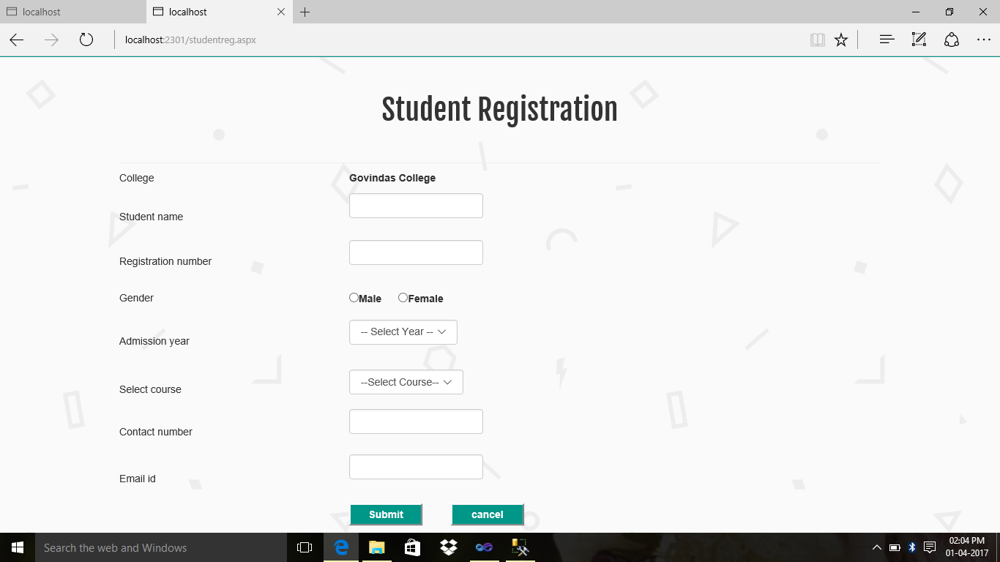 localhost
localhost
localhost:2301/studentreg.aspx
Student Registration
College Govindas College
Student name
Registration number
Gender Male Female
Admission year -- Select Year --
Select course --Select Course--
Contact number
Email id
Submit cancel
Search the web and Windows
02:04 PM
01-04-2017